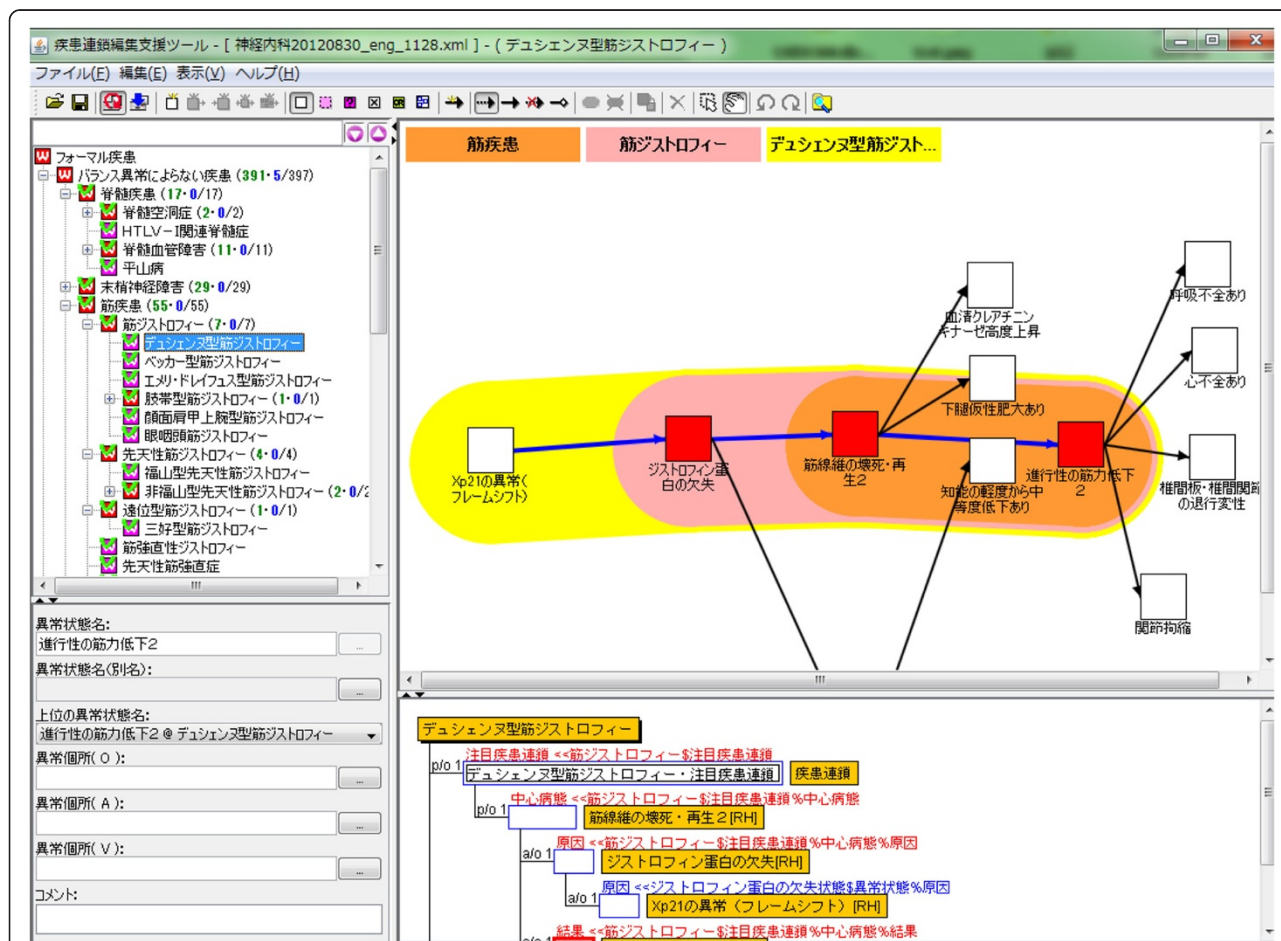 疾患連鎖編集支援ツール - [ 神経内科20120830_eng_1128.xml ] - ( デュシェンヌ型筋ジストロフィー )
ファイル(F) 編集(E) 表示(V) ヘルプ(H)
フォーマル疾患
バランス異常によらない疾患 (391・5/397)
脊髄疾患 (17・0/17)
脊髄空洞症 (2・0/2)
HTLV-I関連脊髄症
脊髄血管障害 (11・0/11)
平山病
末梢神経障害 (29・0/29)
筋疾患 (55・0/55)
筋ジストロフィー (7・0/7)
デュシェンヌ型筋ジストロフィー
ベッカー型筋ジストロフィー
エメリ・ドレイフュス型筋ジストロフィー
肢帯型筋ジストロフィー (1・0/1)
顔面肩甲上腕型筋ジストロフィー
眼咽頭筋ジストロフィー
先天性筋ジストロフィー (4・0/4)
福山型先天性筋ジストロフィー
非福山型先天性筋ジストロフィー (2・0/2
遠位型筋ジストロフィー (1・0/1)
三好型筋ジストロフィー
筋強直性ジストロフィー
先天性筋強直症
異常状態名:
進行性の筋力低下2
...
異常状態名(別名):
...
上位の異常状態名:
進行性の筋力低下2 @ デュシェンヌ型筋ジストロフィー
異常個所( O ):
...
異常個所( A ):
...
異常個所( V ):
...
コメント:
筋疾患
筋ジストロフィー
デュシェンヌ型筋ジスト...
呼吸不全あり
血清クレアチニン
キナーゼ高度上昇
心不全あり
下腿仮性肥大あり
Xp21の異常(
フレームシフト)
ジストロフィン蛋
白の欠失
筋線維の壊死・再
生2
知能の軽度から中
等度低下あり
進行性の筋力低下
2
椎間板・椎間関節
の退行変性
関節拘縮
デュシェンヌ型筋ジストロフィー
注目疾患連鎖 <<筋ジストロフィー$注目疾患連鎖
p/o 1
デュシェンヌ型筋ジストロフィー・注目疾患連鎖
疾患連鎖
中心病態 <<筋ジストロフィー$注目疾患連鎖%中心病態
p/o 1
筋線維の壊死・再生２[RH]
原因 <<筋ジストロフィー$注目疾患連鎖%中心病態%原因
a/o 1
ジストロフィン蛋白の欠失[RH]
原因 <<ジストロフィン蛋白の欠失状態$異常状態%原因
a/o 1
Xp21の異常（フレームシフト）[RH]
結果 <<筋ジストロフィー$注目疾患連鎖%中心病態%結果
a/o 1